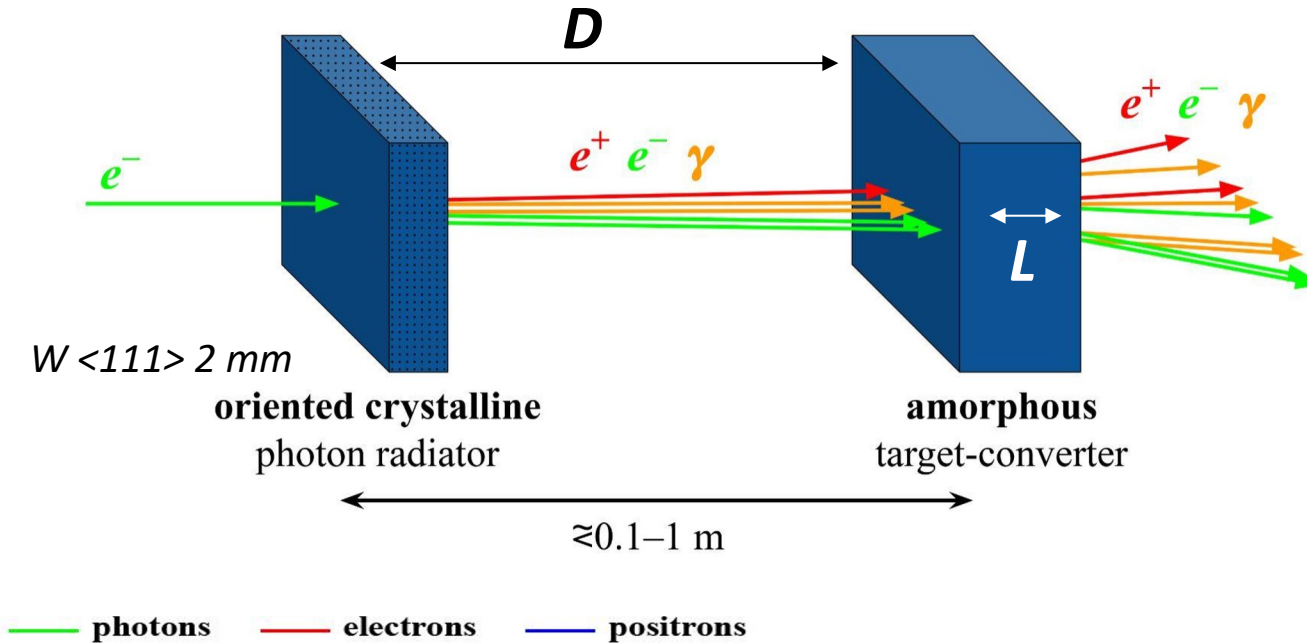 D
e⁺ e⁻ γ
e⁻
e⁺ e⁻ γ
L
W <111> 2 mm
oriented crystalline
photon radiator
amorphous
target-converter
≂0.1–1 m
photons electrons positrons